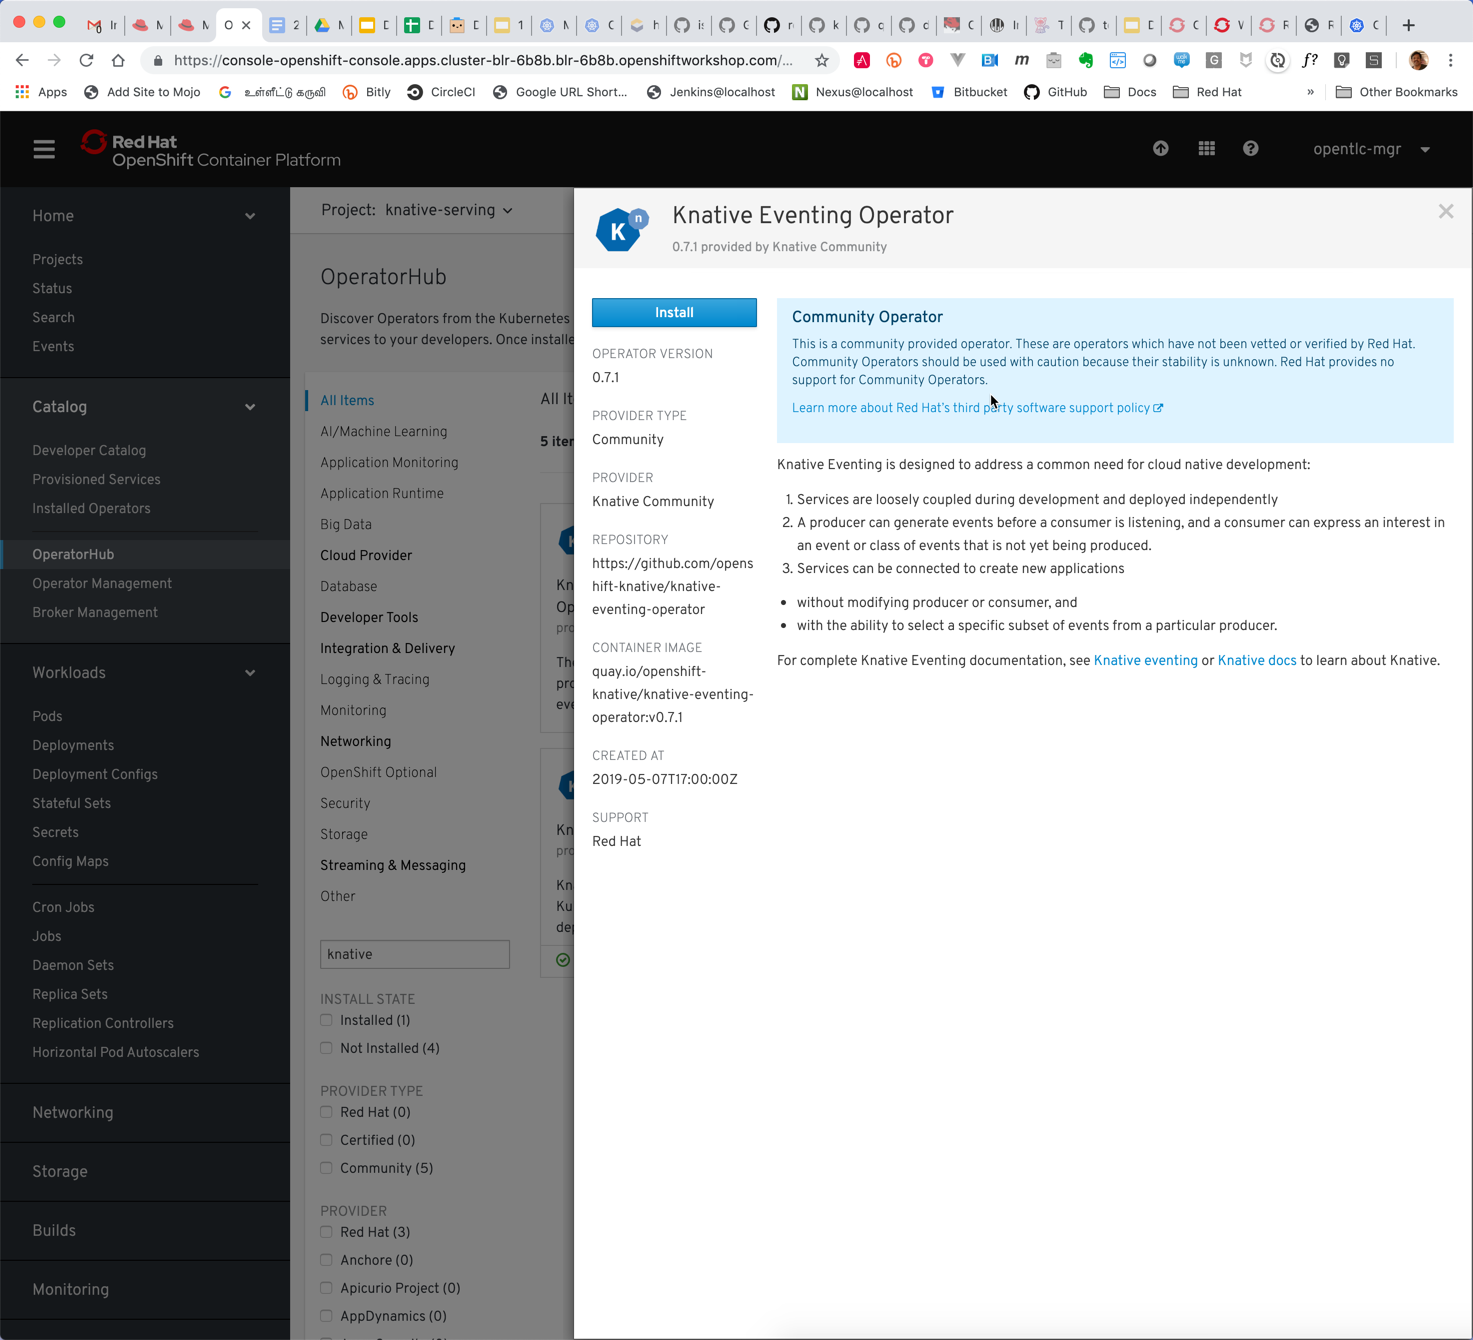 https://console-openshift-console.apps.cluster-blr-6b8b.blr-6b8b.openshiftworkshop.com/...
Apps
Add Site to Mojo
உள்ளீட்டு கருவி
Bitly
CircleCI
Google URL Short...
Jenkins@localhost
Nexus@localhost
Bitbucket
GitHub
Docs
Red Hat
»
Other Bookmarks
Red Hat
OpenShift Container Platform
opentlc-mgr
Home
Projects
Status
Search
Events
Catalog
Developer Catalog
Provisioned Services
Installed Operators
OperatorHub
Operator Management
Broker Management
Workloads
Pods
Deployments
Deployment Configs
Stateful Sets
Secrets
Config Maps
Cron Jobs
Jobs
Daemon Sets
Replica Sets
Replication Controllers
Horizontal Pod Autoscalers
Networking
Storage
Builds
Monitoring
Project: knative-serving
OperatorHub
Discover Operators from the Kubernetes
services to your developers. Once installe
All Items
AI/Machine Learning
Application Monitoring
Application Runtime
Big Data
Cloud Provider
Database
Developer Tools
Integration & Delivery
Logging & Tracing
Monitoring
Networking
OpenShift Optional
Security
Storage
Streaming & Messaging
Other
knative
INSTALL STATE
Installed (1)
Not Installed (4)
PROVIDER TYPE
Red Hat (0)
Certified (0)
Community (5)
PROVIDER
Red Hat (3)
Anchore (0)
Apicurio Project (0)
AppDynamics (0)
All It
5 iter
Kn
Op
pro
The
pro
eve
Kn
pro
Kn
Ku
dep
K n
Knative Eventing Operator
0.7.1 provided by Knative Community
Install
OPERATOR VERSION
0.7.1
PROVIDER TYPE
Community
PROVIDER
Knative Community
REPOSITORY
https://github.com/opens
hift-knative/knative-
eventing-operator
CONTAINER IMAGE
quay.io/openshift-
knative/knative-eventing-
operator:v0.7.1
CREATED AT
2019-05-07T17:00:00Z
SUPPORT
Red Hat
Community Operator
This is a community provided operator. These are operators which have not been vetted or verified by Red Hat.
Community Operators should be used with caution because their stability is unknown. Red Hat provides no
support for Community Operators.
Learn more about Red Hat's third party software support policy
Knative Eventing is designed to address a common need for cloud native development:
1. Services are loosely coupled during development and deployed independently
2. A producer can generate events before a consumer is listening, and a consumer can express an interest in
an event or class of events that is not yet being produced.
3. Services can be connected to create new applications
• without modifying producer or consumer, and
• with the ability to select a specific subset of events from a particular producer.
For complete Knative Eventing documentation, see Knative eventing or Knative docs to learn about Knative.